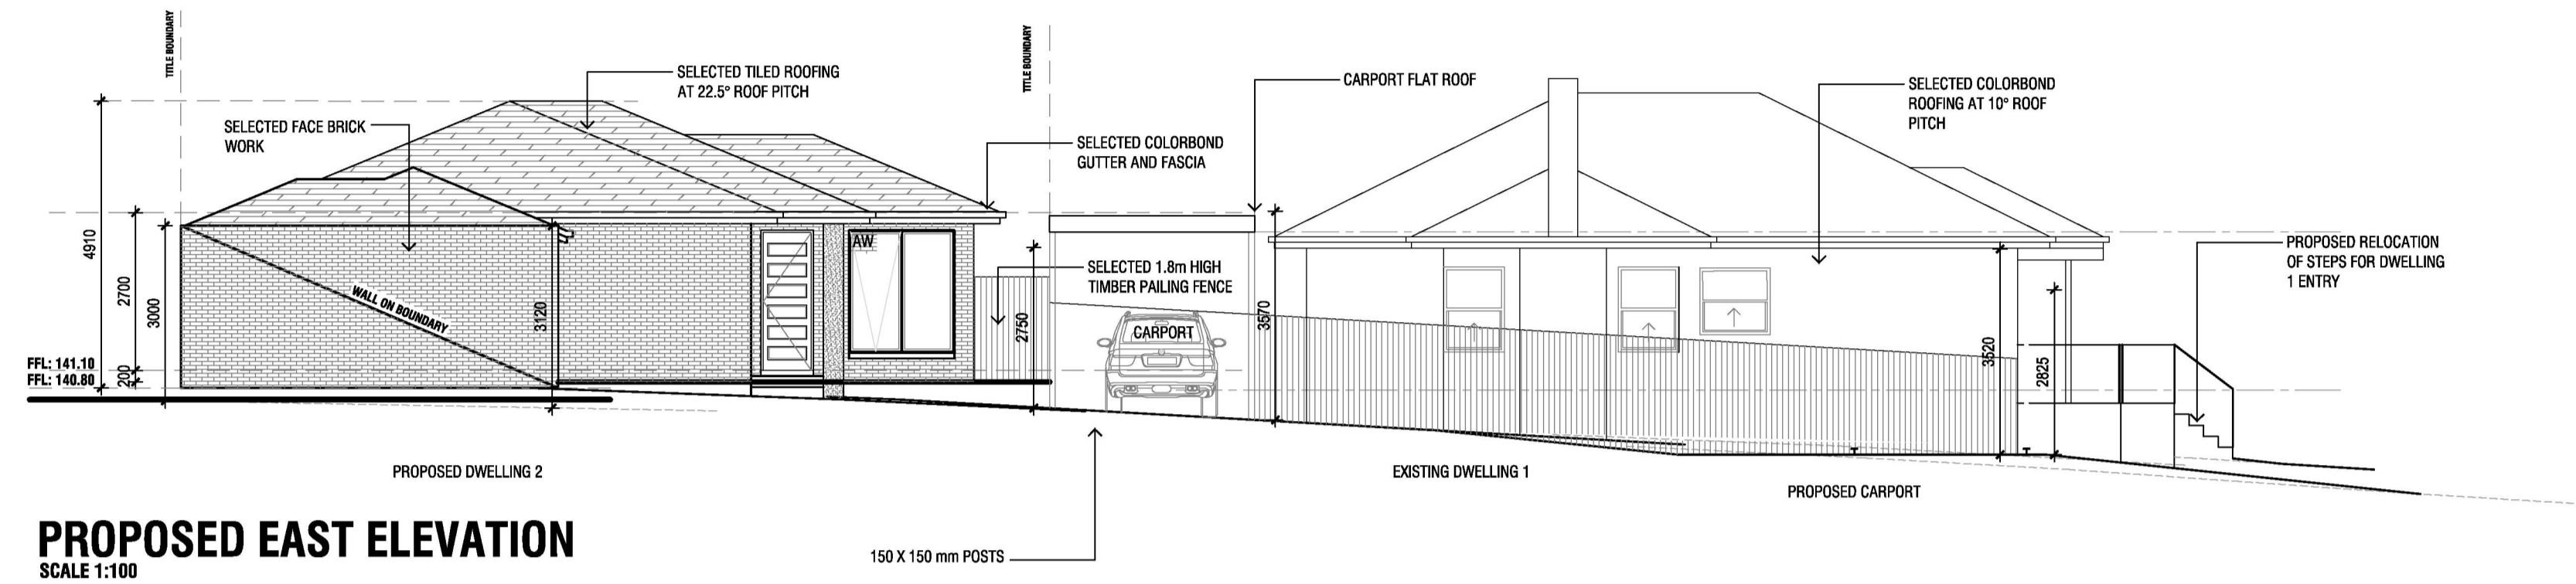 TITLE BOUNDARY
TITLE BOUNDARY
SELECTED TILED ROOFING
AT 22.5° ROOF PITCH
CARPORT FLAT ROOF
SELECTED COLORBOND
ROOFING AT 10° ROOF
PITCH
SELECTED FACE BRICK
WORK
SELECTED COLORBOND
GUTTER AND FASCIA
4910
2700
3000
200
WALL ON BOUNDARY
3120
AW
SELECTED 1.8m HIGH
TIMBER PAILING FENCE
2750
CARPORT
3570
3520
2825
PROPOSED RELOCATION
OF STEPS FOR DWELLING
1 ENTRY
FFL: 141.10
FFL: 140.80
PROPOSED DWELLING 2
EXISTING DWELLING 1
PROPOSED CARPORT
150 X 150 mm POSTS
PROPOSED EAST ELEVATION
SCALE 1:100